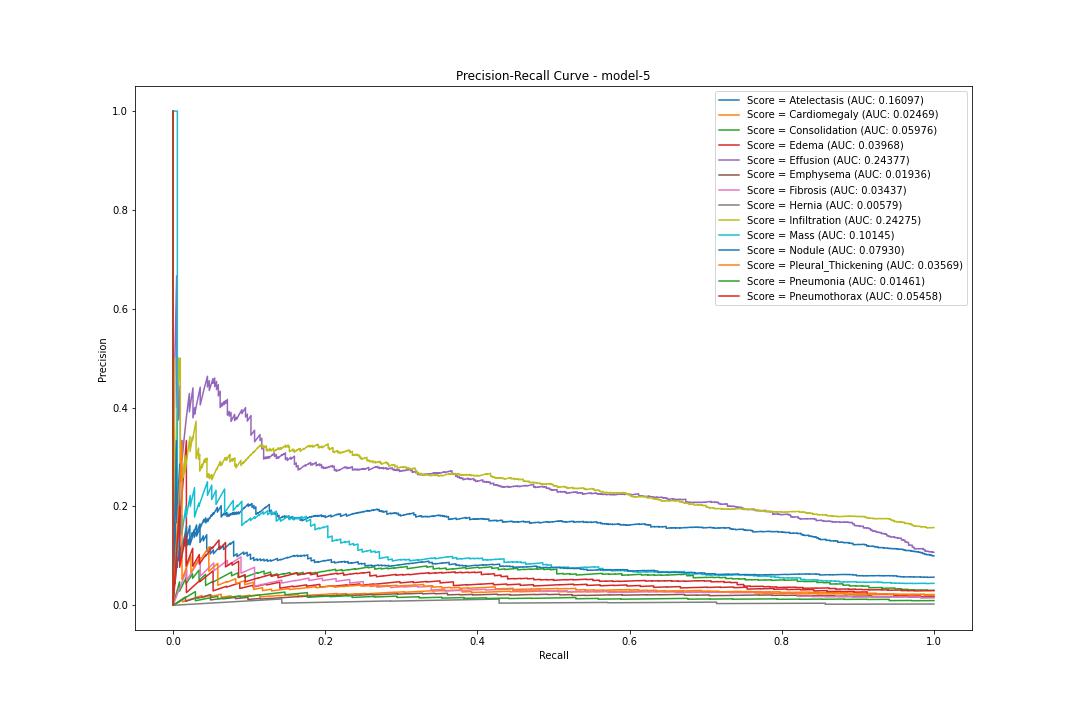 Precision-Recall Curve - model-5
Score = Atelectasis (AUC: 0.16097)
Score = Cardiomegaly (AUC: 0.02469)
Score = Consolidation (AUC: 0.05976)
Score = Edema (AUC: 0.03968)
Score = Effusion (AUC: 0.24377)
Score = Emphysema (AUC: 0.01936)
Score = Fibrosis (AUC: 0.03437)
Score = Hernia (AUC: 0.00579)
Score = Infiltration (AUC: 0.24275)
Score = Mass (AUC: 0.10145)
Score = Nodule (AUC: 0.07930)
Score = Pleural_Thickening (AUC: 0.03569)
Score = Pneumonia (AUC: 0.01461)
Score = Pneumothorax (AUC: 0.05458)
1.0
0.8
0.6
0.4
0.2
0.0
Precision
0.0 0.2 0.4 0.6 0.8 1.0
Recall